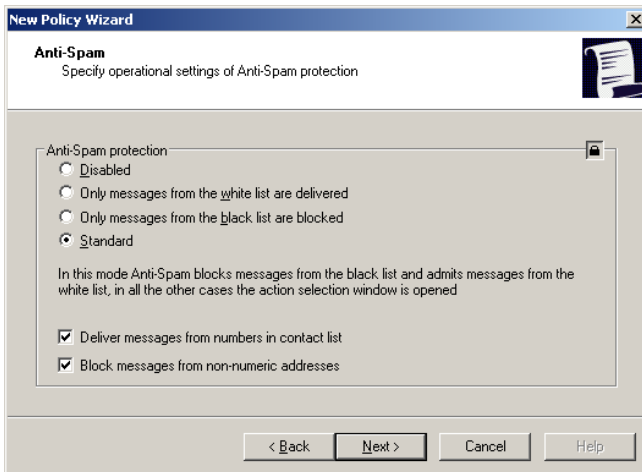 New Policy Wizard
Anti-Spam
Specify operational settings of Anti-Spam protection
Anti-Spam protection
Disabled
Only messages from the white list are delivered
Only messages from the black list are blocked
Standard
In this mode Anti-Spam blocks messages from the black list and admits messages from the
white list, in all the other cases the action selection window is opened
Deliver messages from numbers in contact list
Block messages from non-numeric addresses
< Back
Next >
Cancel
Help